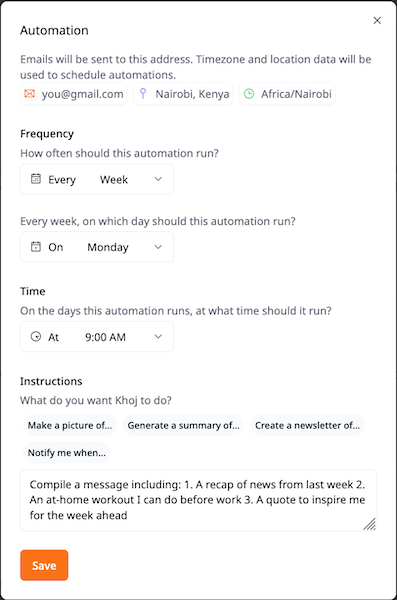 Automation
Emails will be sent to this address. Timezone and location data will be
used to schedule automations.
you@gmail.com Nairobi, Kenya Africa/Nairobi
Frequency
How often should this automation run?
Every Week
Every week, on which day should this automation run?
On Monday
Time
On the days this automation runs, at what time should it run?
At 9:00 AM
Instructions
What do you want Khoj to do?
Make a picture of... Generate a summary of... Create a newsletter of...
Notify me when...
Compile a message including: 1. A recap of news from last week 2.
An at-home workout I can do before work 3. A quote to inspire me
for the week ahead
Save